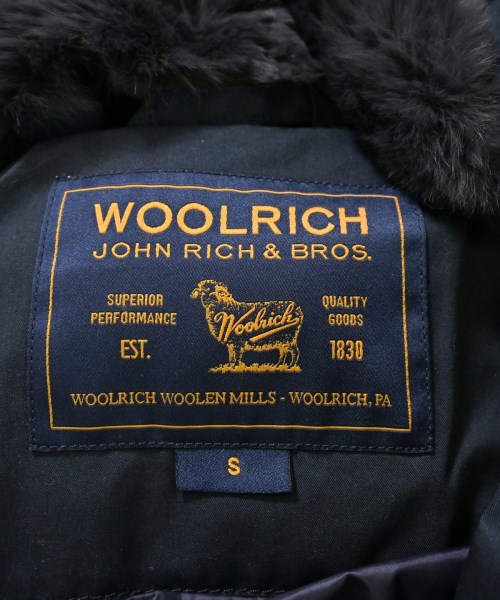 WOOLRICH
JOHN RICH & BROS.
SUPERIOR
PERFORMANCE
EST.
Woolrich
QUALITY
GOODS
1830
WOOLRICH WOOLEN MILLS - WOOLRICH, PA
S